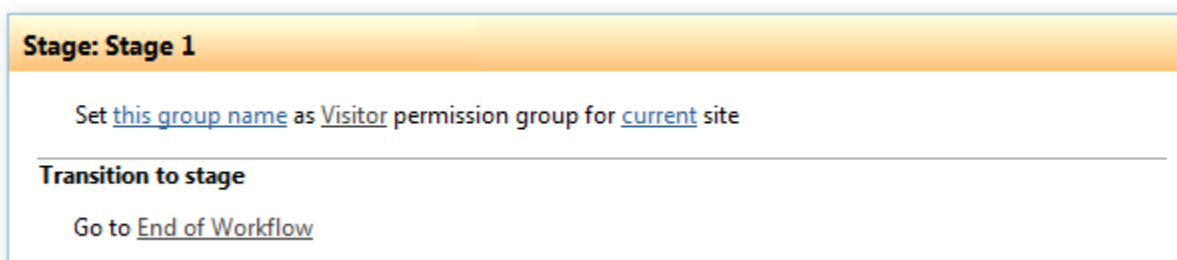 Stage: Stage 1
Set this group name as Visitor permission group for current site
Transition to stage
Go to End of Workflow